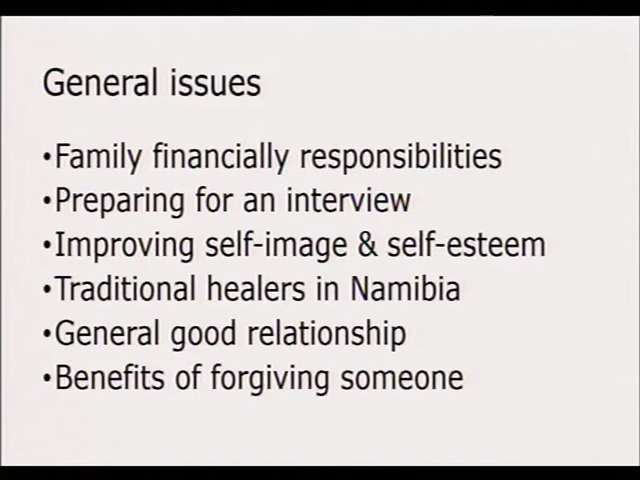 General issues
•Family financially responsibilities
•Preparing for an interview
•Improving self-image & self-esteem
•Traditional healers in Namibia
•General good relationship
•Benefits of forgiving someone